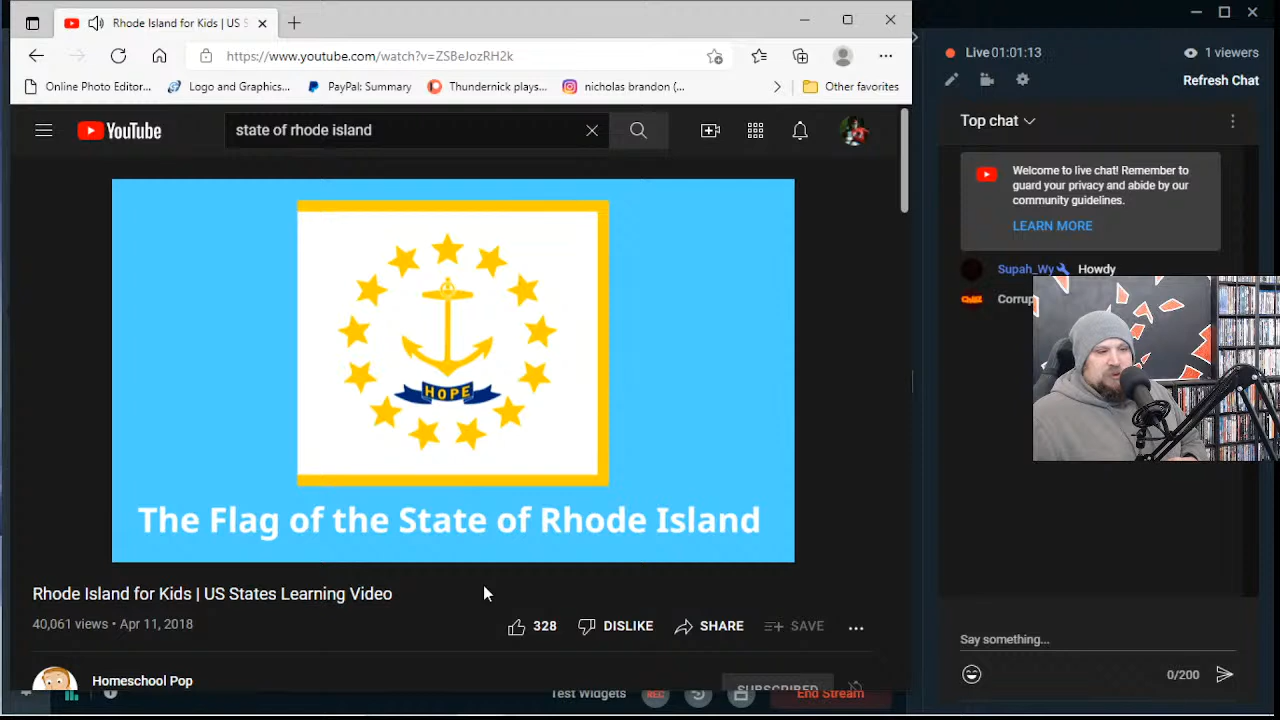 Rhode Island for Kids | US S
https://www.youtube.com/watch?v=ZSBeJozRH2k
Online Photo Editor...
Logo and Graphics...
PayPal: Summary
Thundernick plays...
nicholas brandon (...
Other favorites
YouTube
state of rhode island
HOPE
The Flag of the State of Rhode Island
Rhode Island for Kids | US States Learning Video
40,061 views • Apr 11, 2018
328
DISLIKE
SHARE
SAVE
Homeschool Pop
SUBSCRIBED
Test Widgets
REC
End Stream
Live 01:01:13
1 viewers
Refresh Chat
Top chat
Welcome to live chat! Remember to
guard your privacy and abide by our
community guidelines.
LEARN MORE
Supah_Wy Howdy
Corrup
Say something...
0/200